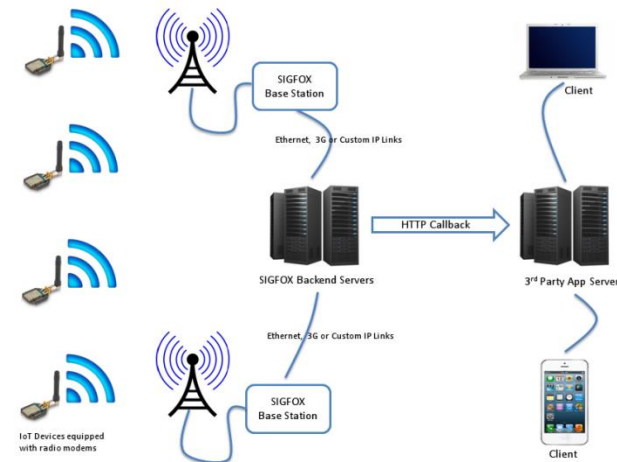 SIGFOX
Base Station
Client
Ethernet, 3G or Custom IP Links
HTTP Callback
SIGFOX Backend Servers
3rd Party App Server
Ethernet, 3G or Custom IP Links
SIGFOX
Base Station
IoT Devices equipped
with radio modems
Client